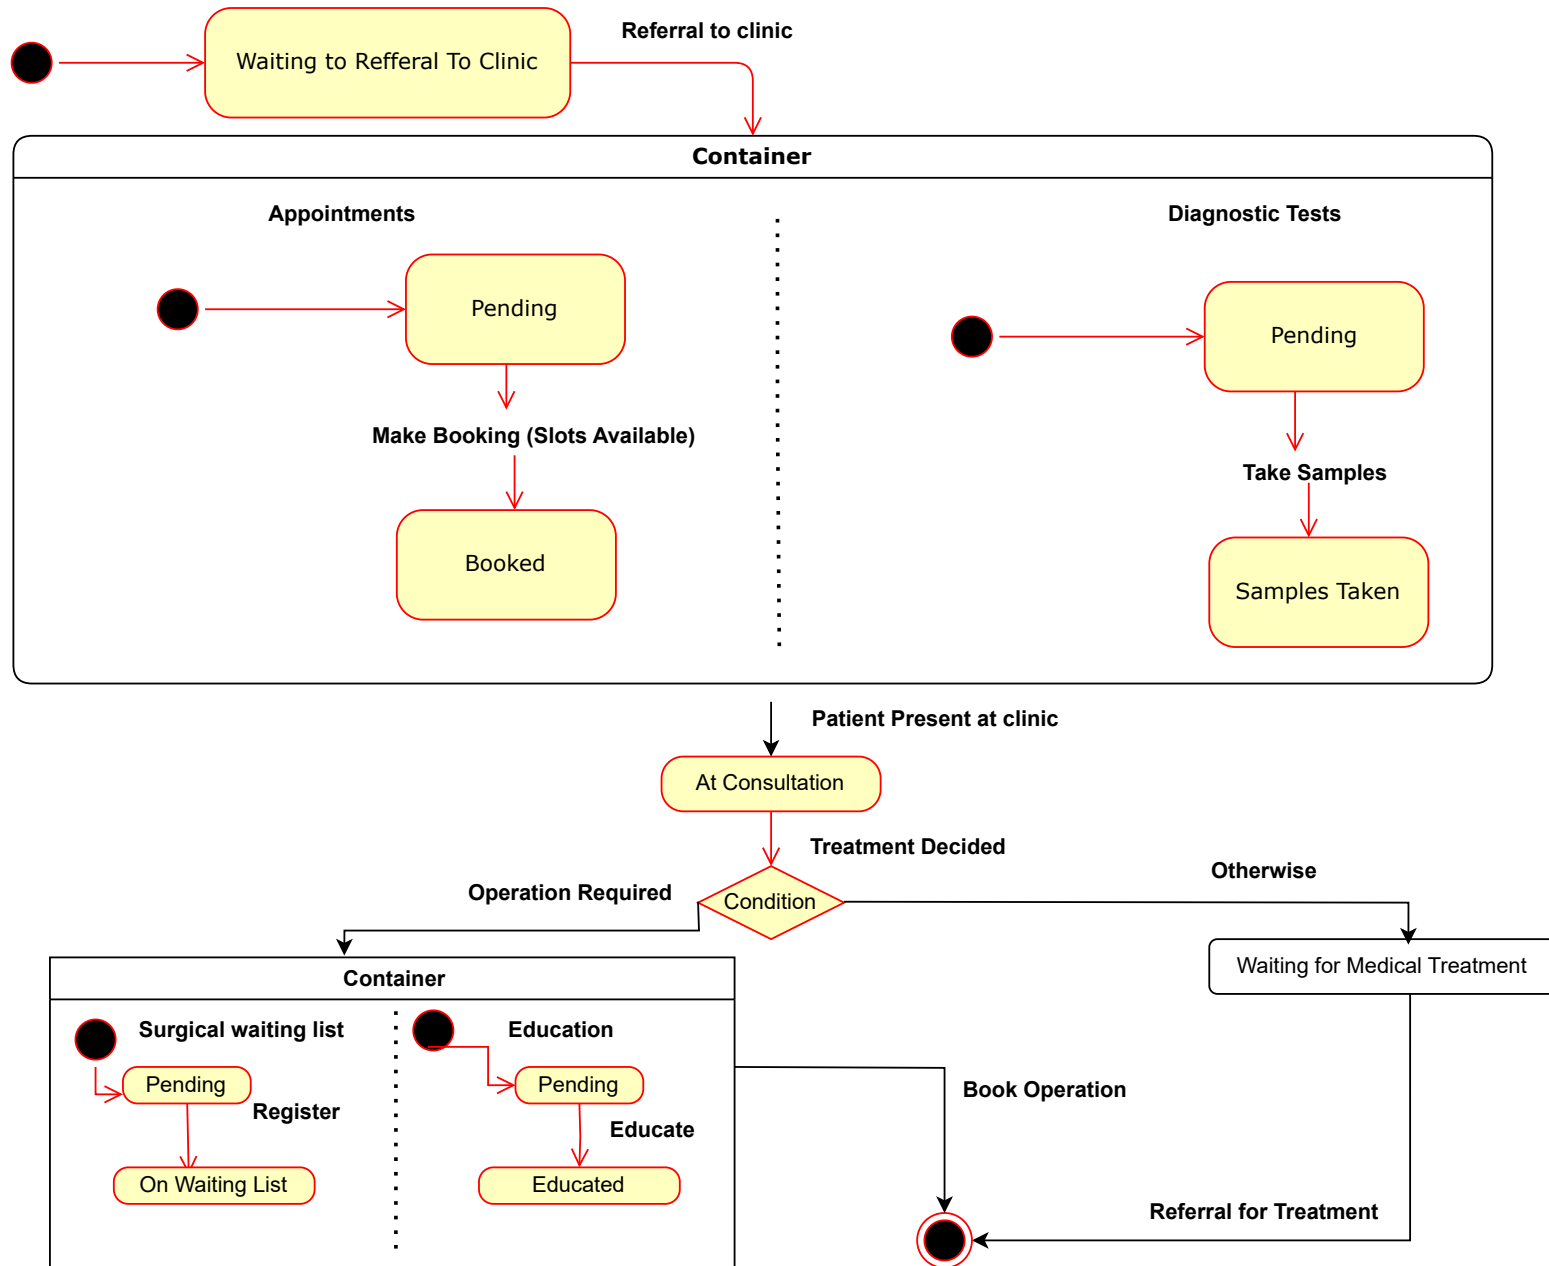 Referral to clinic
Waiting to Refferal To Clinic
Container
Appointments
Diagnostic Tests
Pending
Pending
Make Booking (Slots Available)
Take Samples
Booked
Samples Taken
Patient Present at clinic
At Consultation
Treatment Decided
Operation Required
Condition
Otherwise
Container
Waiting for Medical Treatment
Surgical waiting list
Education
Pending
Pending
Register
Educate
Book Operation
On Waiting List
Educated
Referral for Treatment